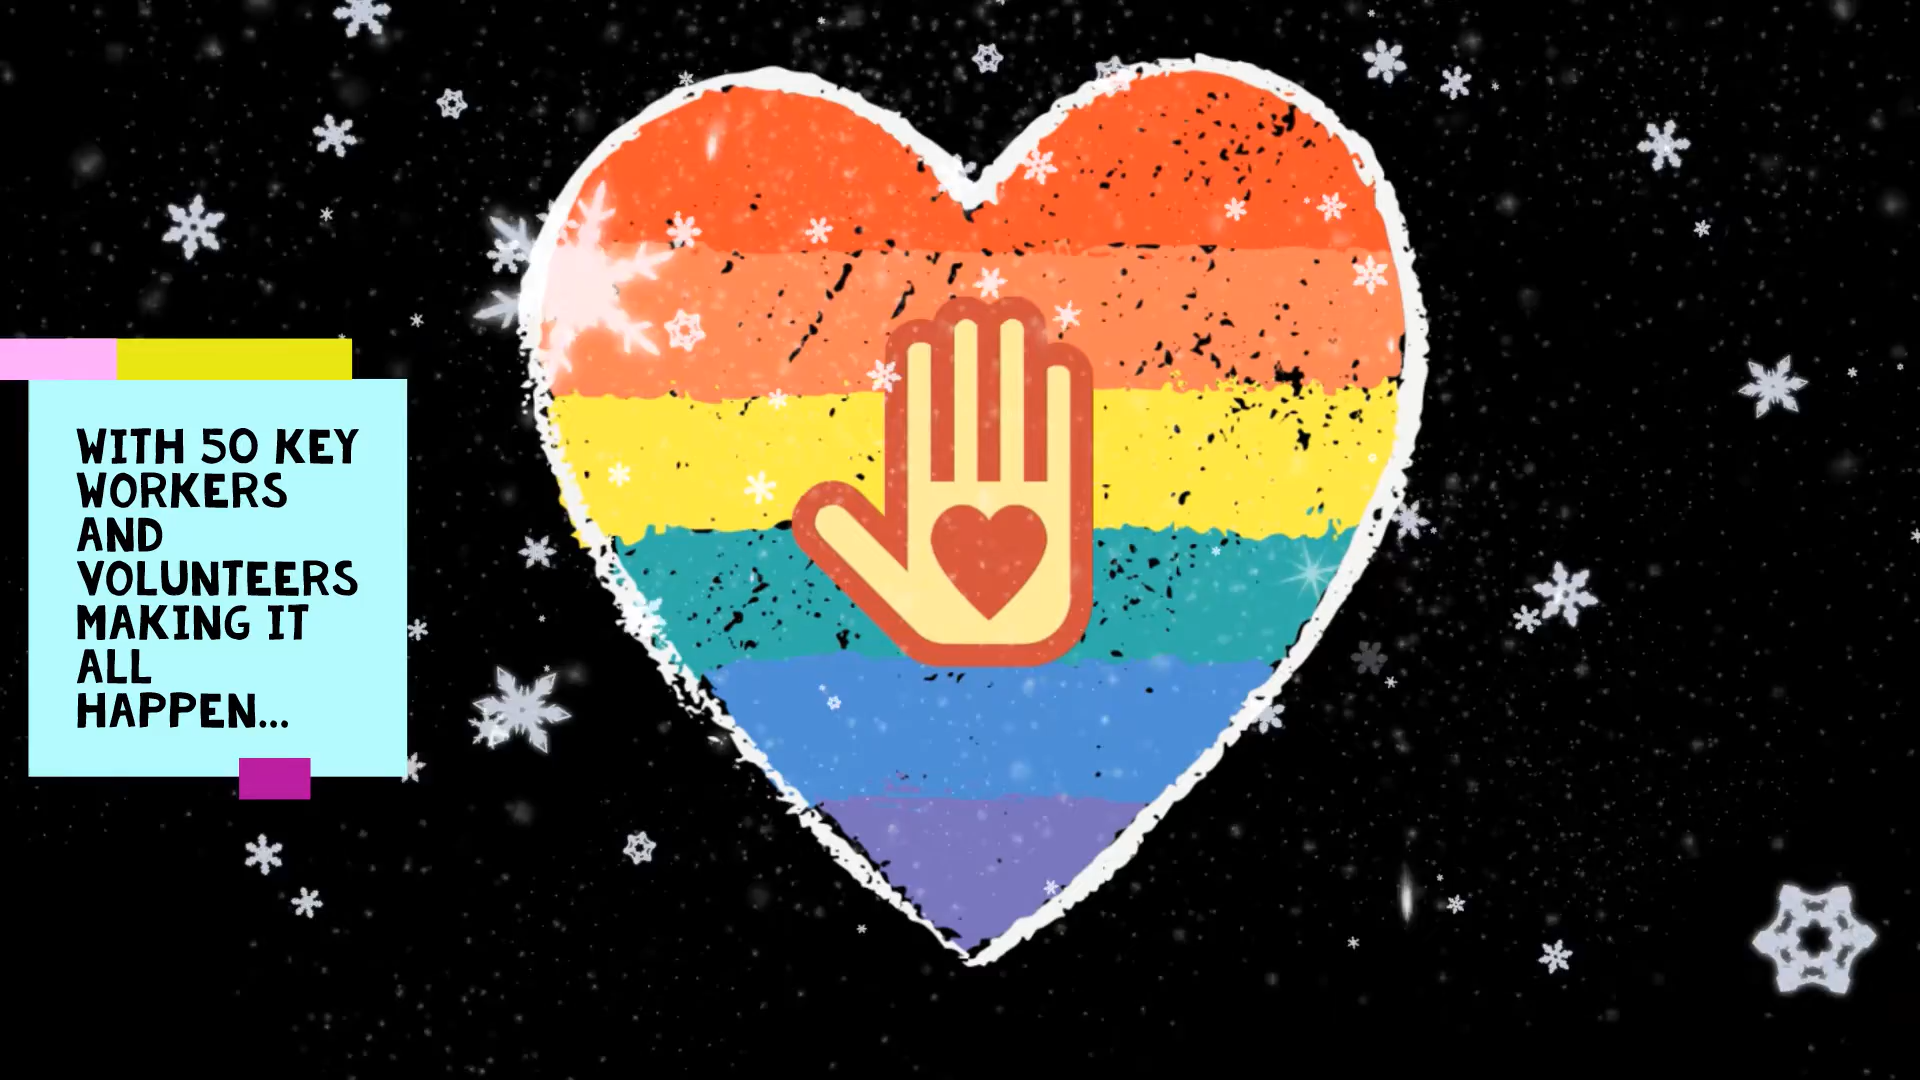 WITH 50 KEY
WORKERS
AND
VOLUNTEERS
MAKING IT
ALL
HAPPEN...